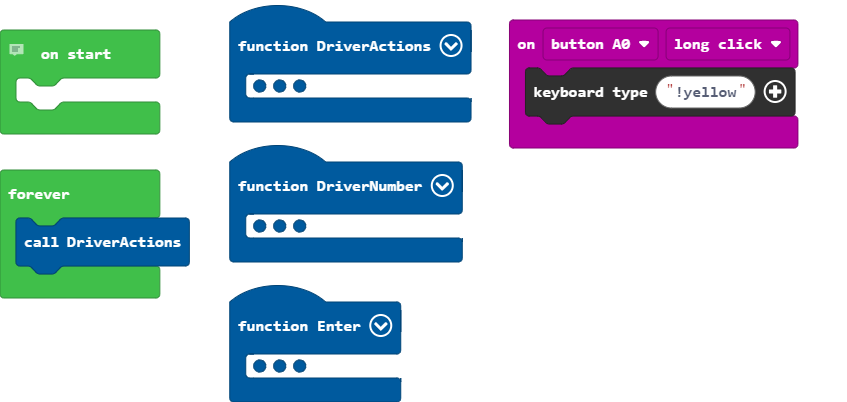 on start
forever
call DriverActions
function DriverActions
function DriverNumber
function Enter
on button A0 long click
keyboard type "!yellow"